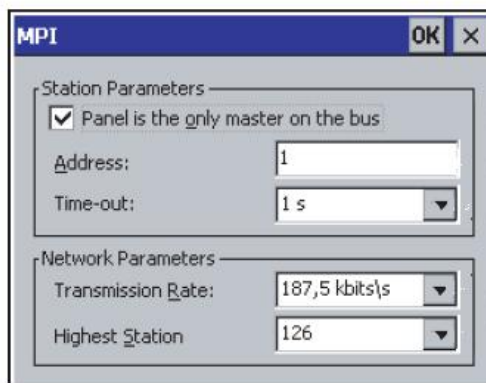 MPI OK ×
Station Parameters
Panel is the only master on the bus
Address: 1
Time-out: 1 s
Network Parameters
Transmission Rate: 187,5 kbits\s
Highest Station 126